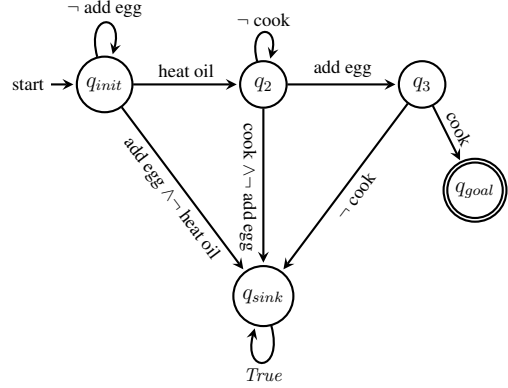 ¬ add egg
¬ cook
start
q_init
heat oil
q_2
add egg
q_3
add egg ∧¬ heat oil
cook ∧¬ add egg
¬ cook
cook
q_goal
q_sink
True